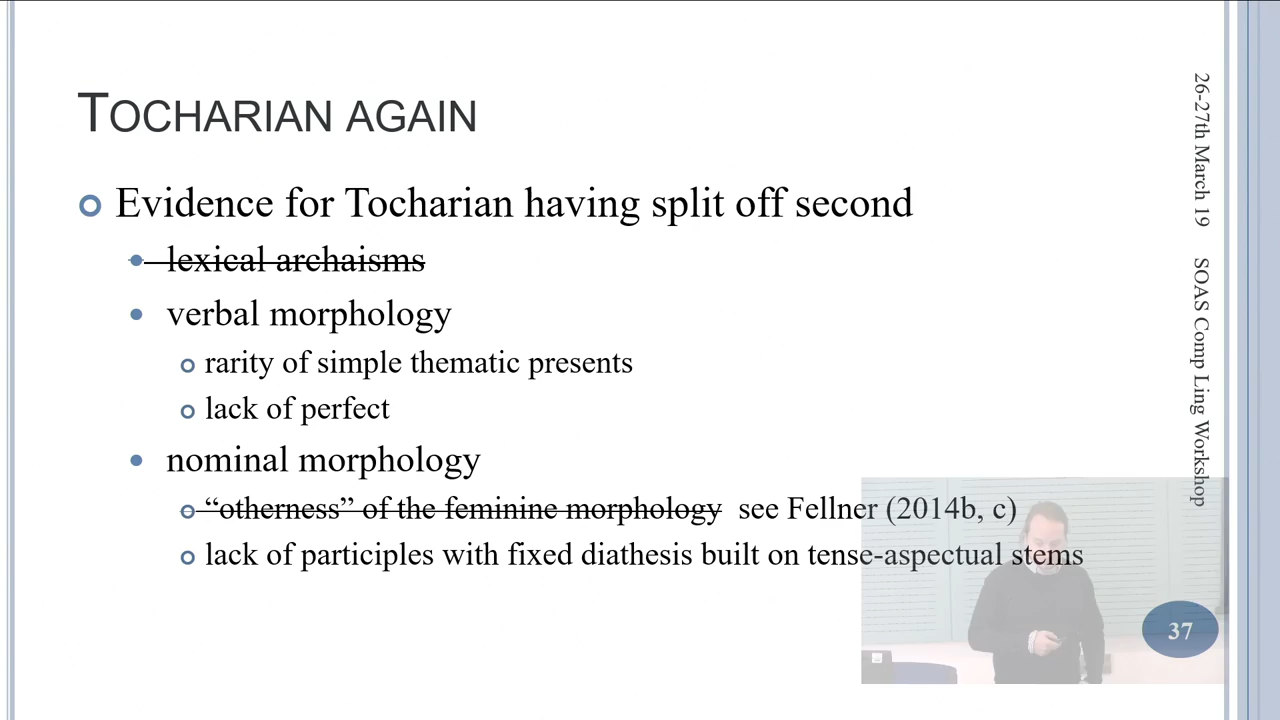 TOCHARIAN AGAIN
Evidence for Tocharian having split off second
lexical archaisms
verbal morphology
rarity of simple thematic presents
lack of perfect
nominal morphology
“otherness” of the feminine morphology see Fellner (2014b, c)
lack of participles with fixed diathesis built on tense-aspectual stems
26-27th March 19 SOAS Comp Ling Workshop
37